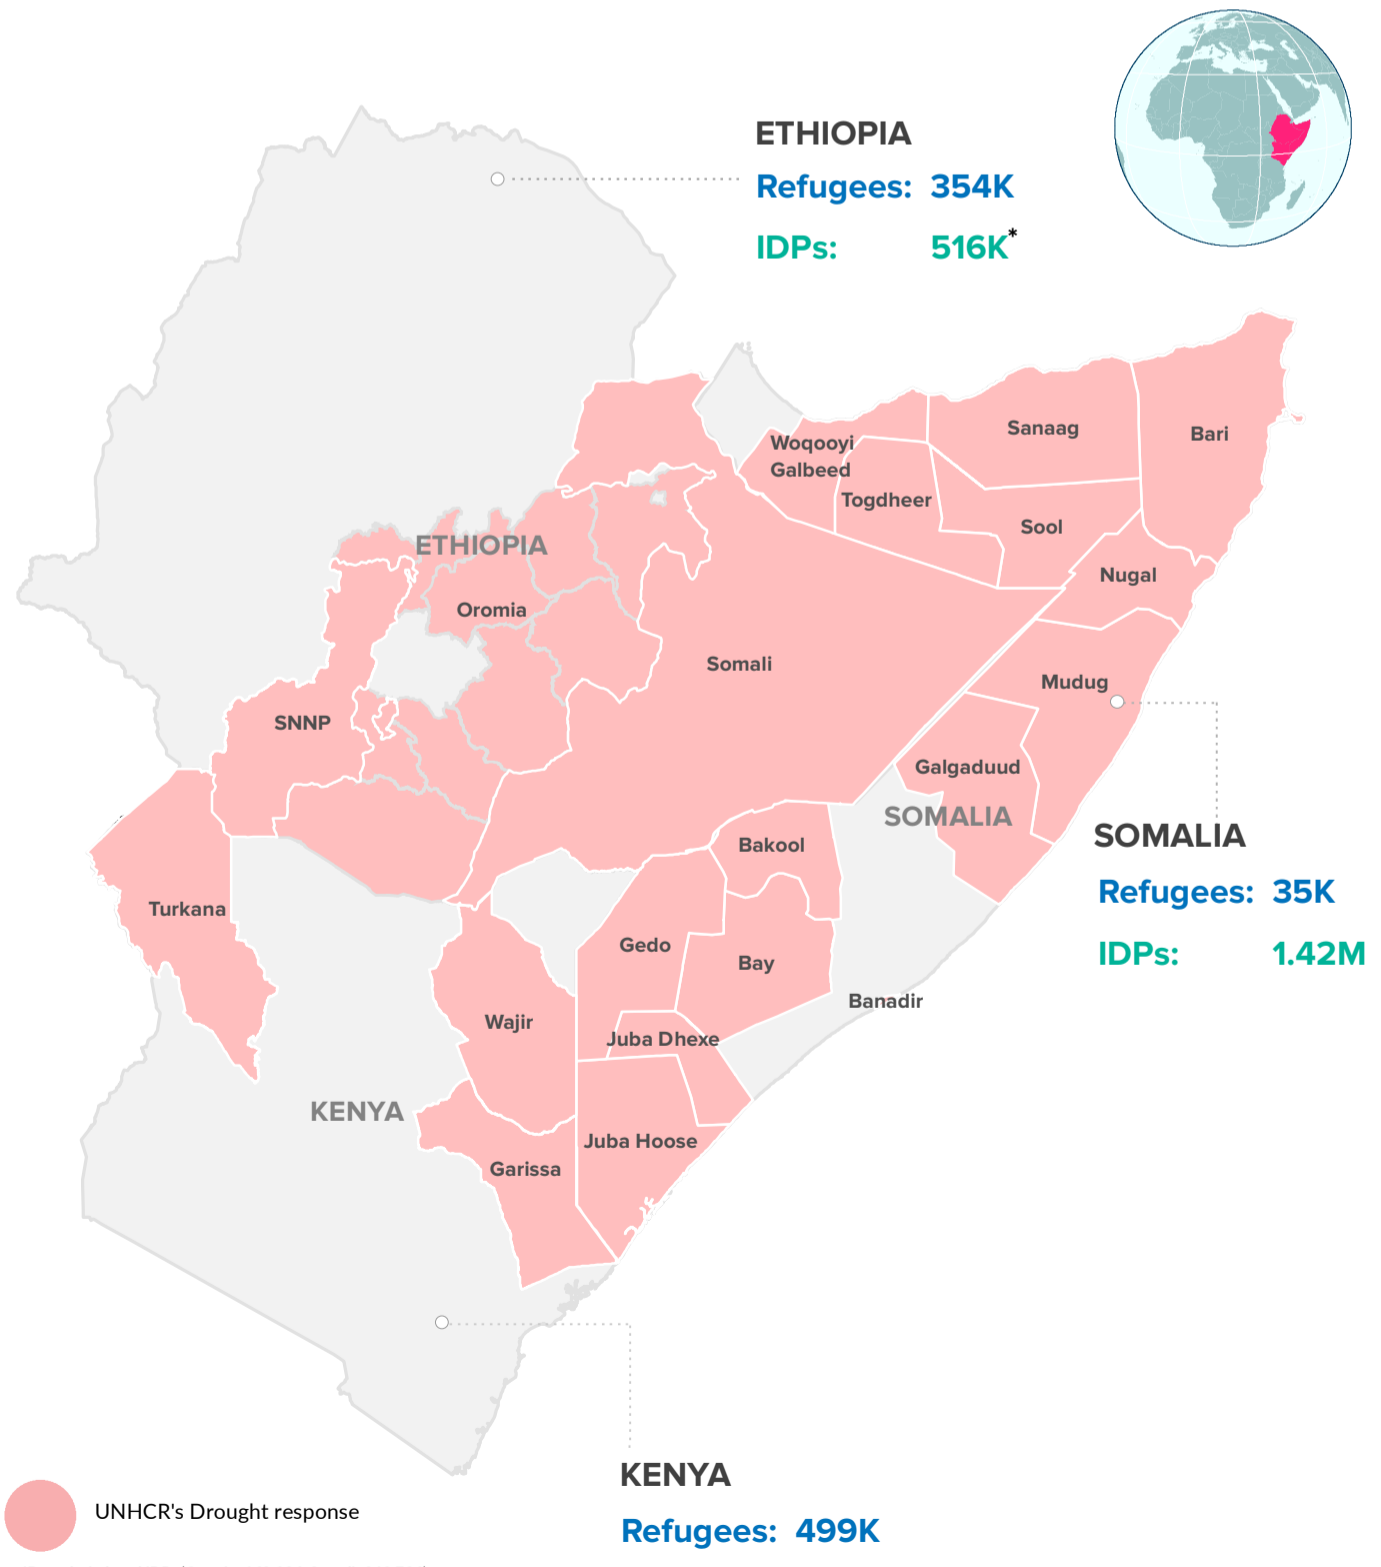 ETHIOPIA
Refugees: 354K
IDPs: 516K*
Sanaag
Bari
Woqooyi
Galbeed
Togdheer
Sool
ETHIOPIA
Nugal
Oromia
Somali
Mudug
SNNP
Galgaduud
SOMALIA
SOMALIA
Bakool
Refugees: 35K
Turkana
Gedo
IDPs: 1.42M
Bay
Banadir
Wajir
Juba Dhexe
KENYA
Juba Hoose
Garissa
KENYA
UNHCR's Drought response
Refugees: 499K